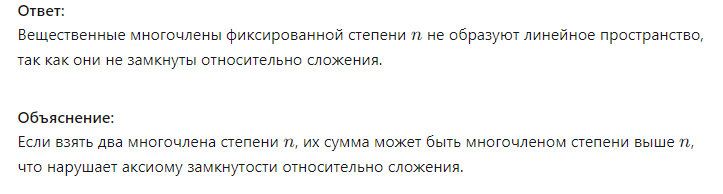 Ответ:
Вещественные многочлены фиксированной степени n не образуют линейное пространство,
так как они не замкнуты относительно сложения.
Объяснение:
Если взять два многочлена степени n, их сумма может быть многочленом степени выше n,
что нарушает аксиому замкнутости относительно сложения.